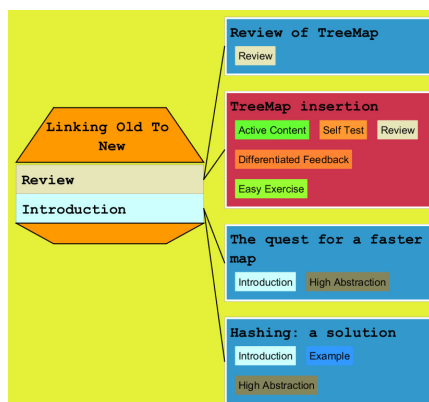 Linking Old To
New
Review
Introduction
Review of TreeMap
Review
TreeMap insertion
Active Content Self Test Review
Differentiated Feedback
Easy Exercise
The quest for a faster
map
Introduction High Abstraction
Hashing: a solution
Introduction Example
High Abstraction